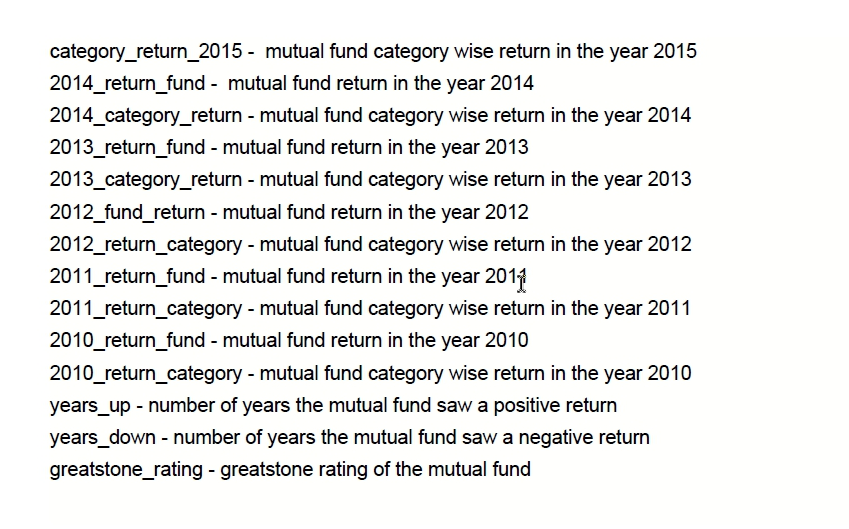 category_return_2015 -  mutual fund category wise return in the year 2015
2014_return_fund -  mutual fund return in the year 2014
2014_category_return - mutual fund category wise return in the year 2014
2013_return_fund - mutual fund return in the year 2013
2013_category_return - mutual fund category wise return in the year 2013
2012_fund_return - mutual fund return in the year 2012
2012_return_category - mutual fund category wise return in the year 2012
2011_return_fund - mutual fund return in the year 2011
2011_return_category - mutual fund category wise return in the year 2011
2010_return_fund - mutual fund return in the year 2010
2010_return_category - mutual fund category wise return in the year 2010
years_up - number of years the mutual fund saw a positive return
years_down - number of years the mutual fund saw a negative return
greatstone_rating - greatstone rating of the mutual fund